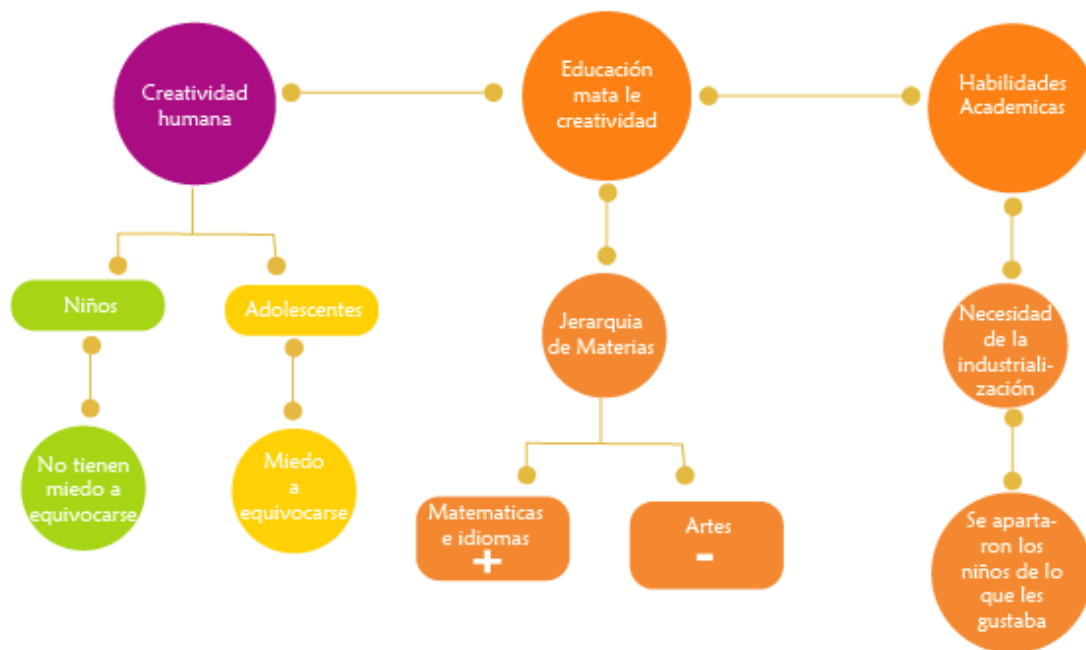 Creatividad
humana
Educación
mata le
creatividad
Habilidades
Academicas
Niños
Adolescentes
No tienen
miedo a
equivocarse
Miedo
a
equivocarse
Jerarquia
de Materias
Matematicas
e idiomas
+
Artes
-
Necesidad
de la
industriali-
zación
Se aparta-
ron los
niños de lo
que les
gustaba